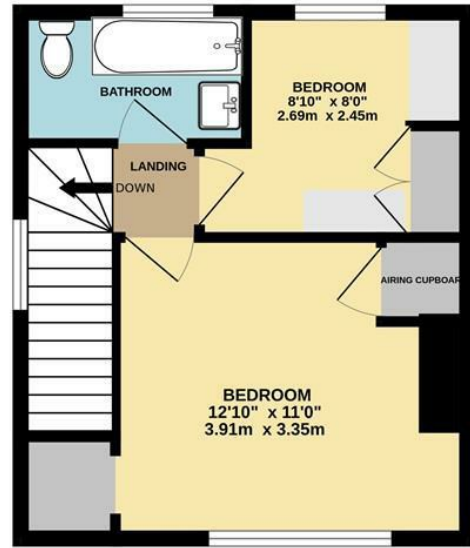 BATHROOM
BEDROOM
8'10" x 8'0"
2.69m x 2.45m
LANDING
DOWN
AIRING CUPBOAR
BEDROOM
12'10" x 11'0"
3.91m x 3.35m